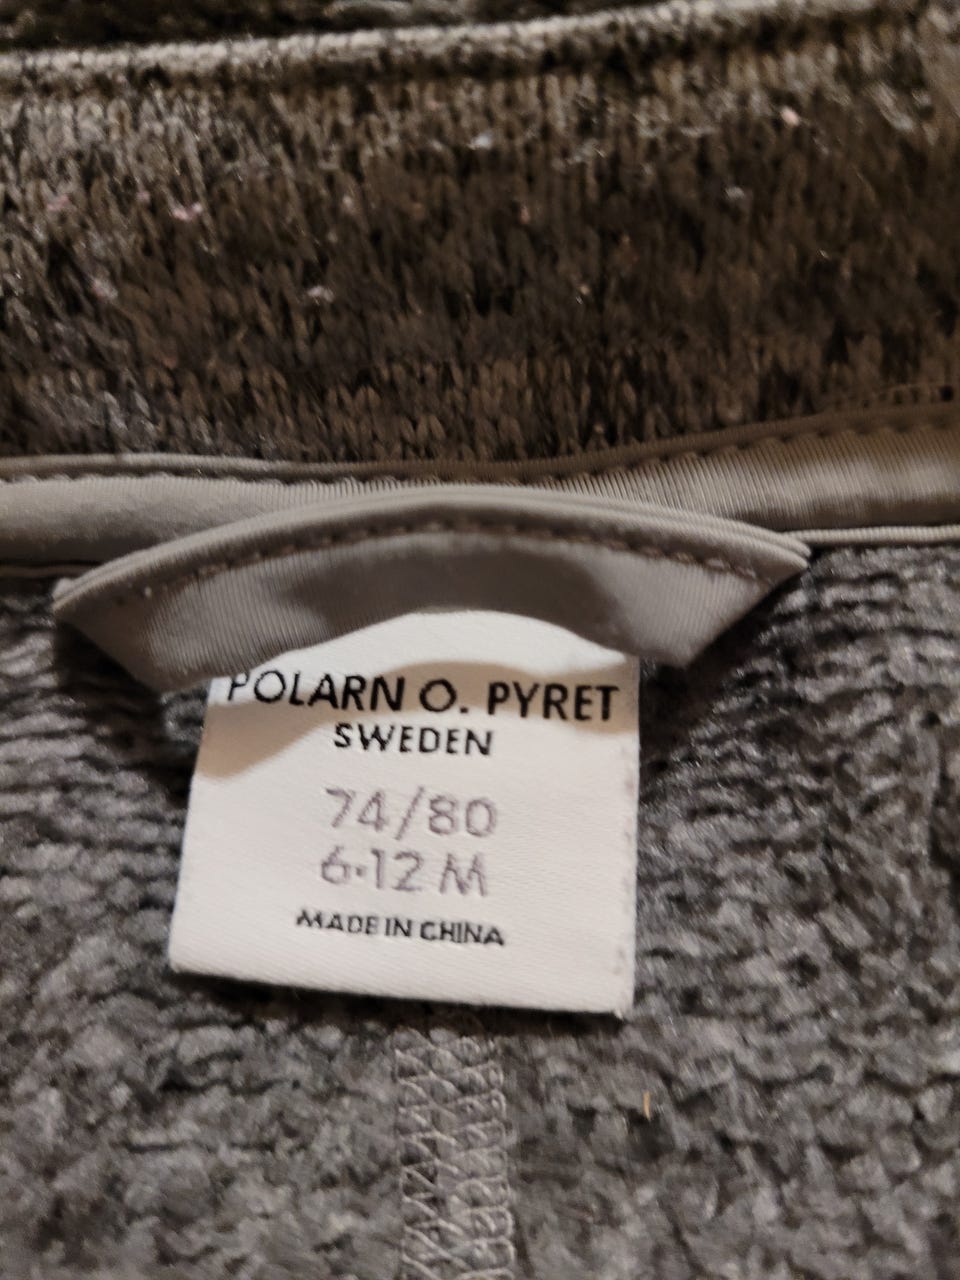 POLARN O. PYRET
SWEDEN
74/80
6-12 M
MADE IN CHINA